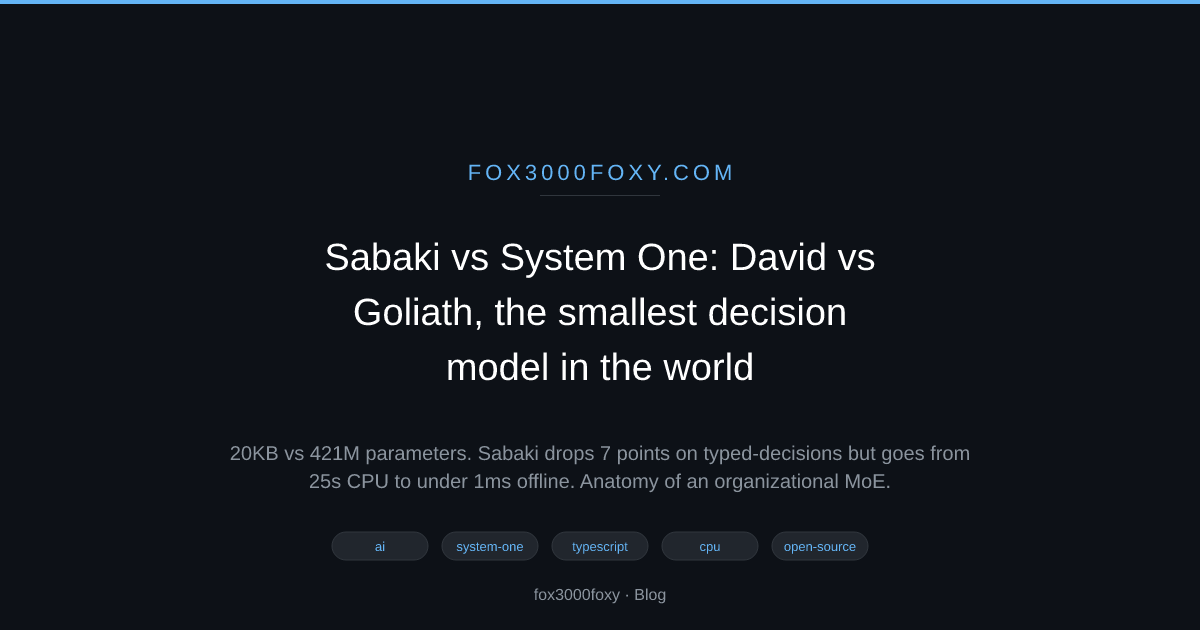 FOX3000FOXY.COM
Sabaki vs System One: David vs
Goliath, the smallest decision
model in the world
20KB vs 421M parameters. Sabaki drops 7 points on typed-decisions but goes from
25s CPU to under 1ms offline. Anatomy of an organizational MoE.
ai system-one typescript cpu open-source
fox3000foxy · Blog